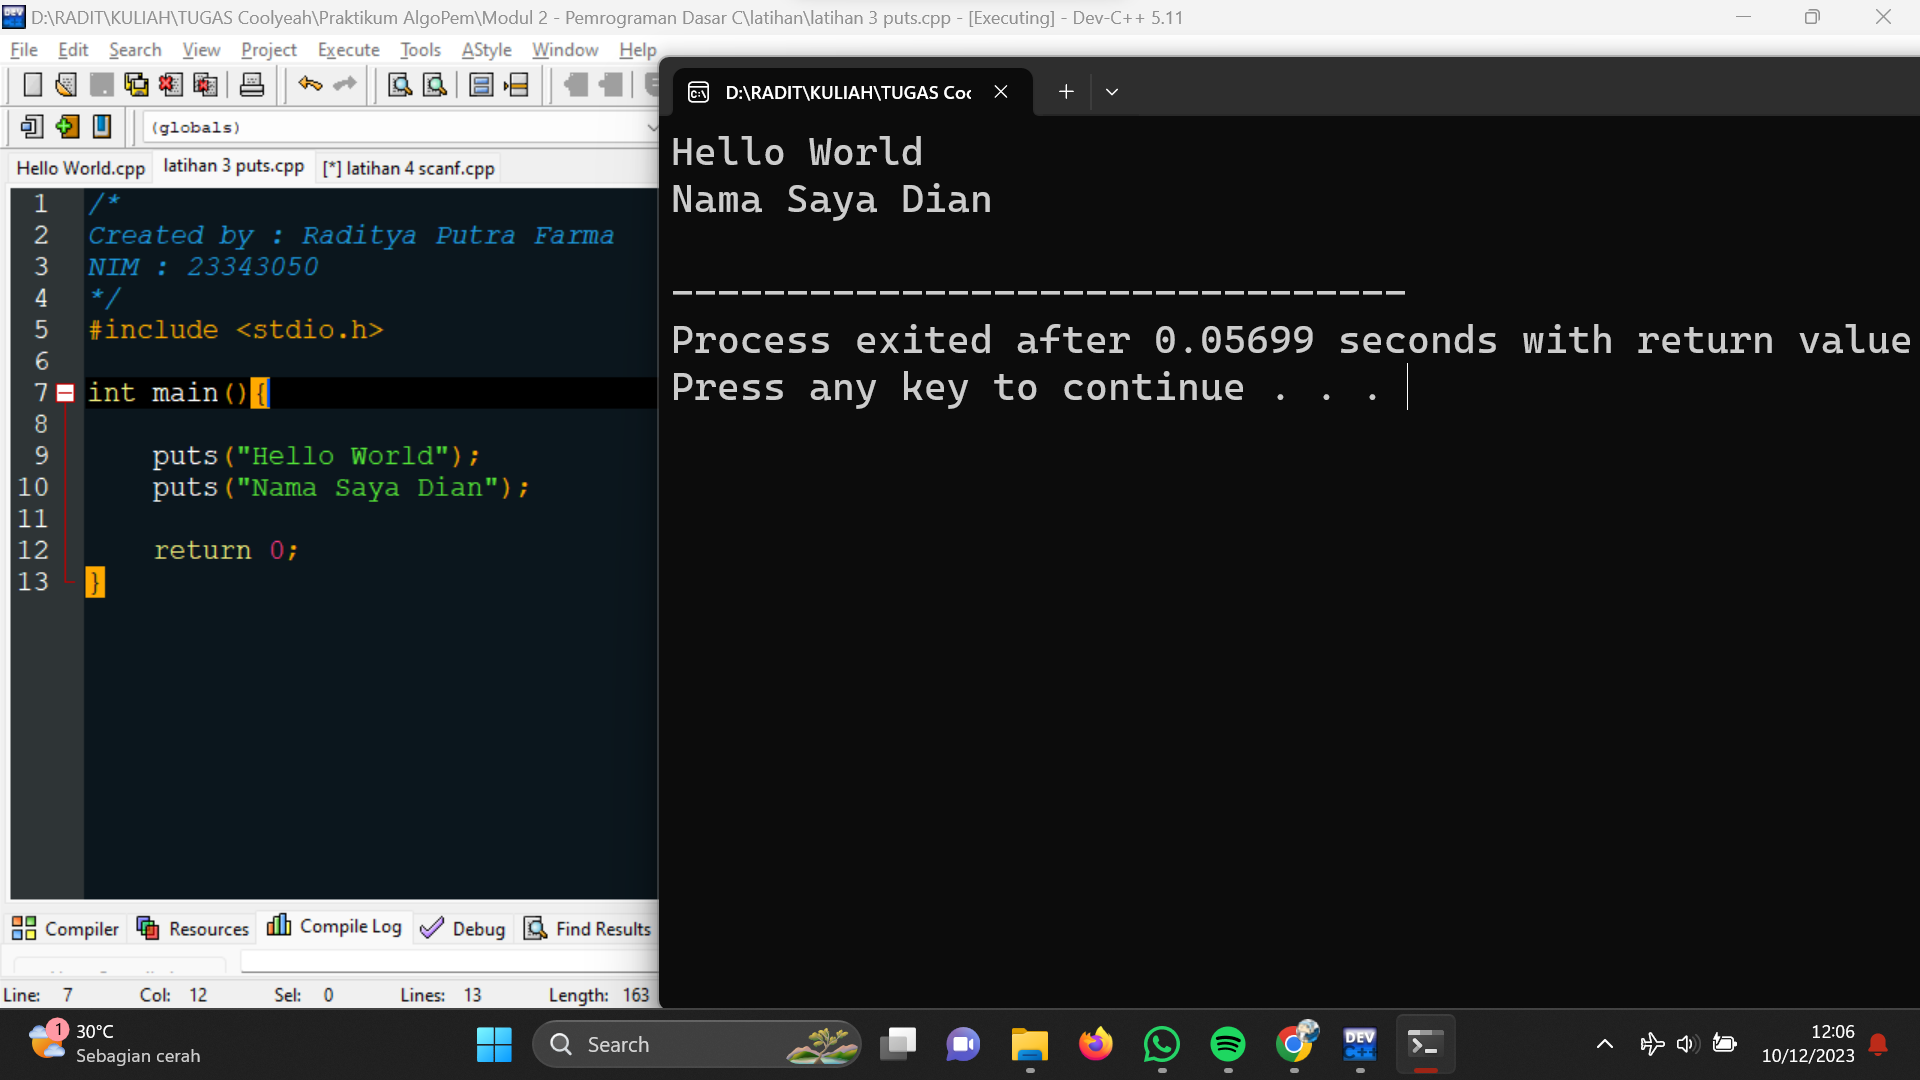 D:\RADIT\KULIAH\TUGAS Coolyeah\Praktikum AlgoPem\Modul 2 - Pemrograman Dasar C\latihan\latihan 3 puts.cpp - [Executing] - Dev-C++ 5.11
File Edit Search View Project Execute Tools AStyle Window Help
(globals)
Hello World.cpp latihan 3 puts.cpp [*] latihan 4 scanf.cpp
1 /*
2 Created by : Raditya Putra Farma
3 NIM : 23343050
4 */
5 #include <stdio.h>
6
7 int main(){
8
9 puts("Hello World");
10 puts("Nama Saya Dian");
11
12 return 0;
13 }
Compiler Resources Compile Log Debug Find Results
Line: 7 Col: 12 Sel: 0 Lines: 13 Length: 163
D:\RADIT\KULIAH\TUGAS Coo
Hello World
Nama Saya Dian
--------------------------------
Process exited after 0.05699 seconds with return value
Press any key to continue . . .
1
30°C
Sebagian cerah
Search
DEV
C++
12:06
10/12/2023